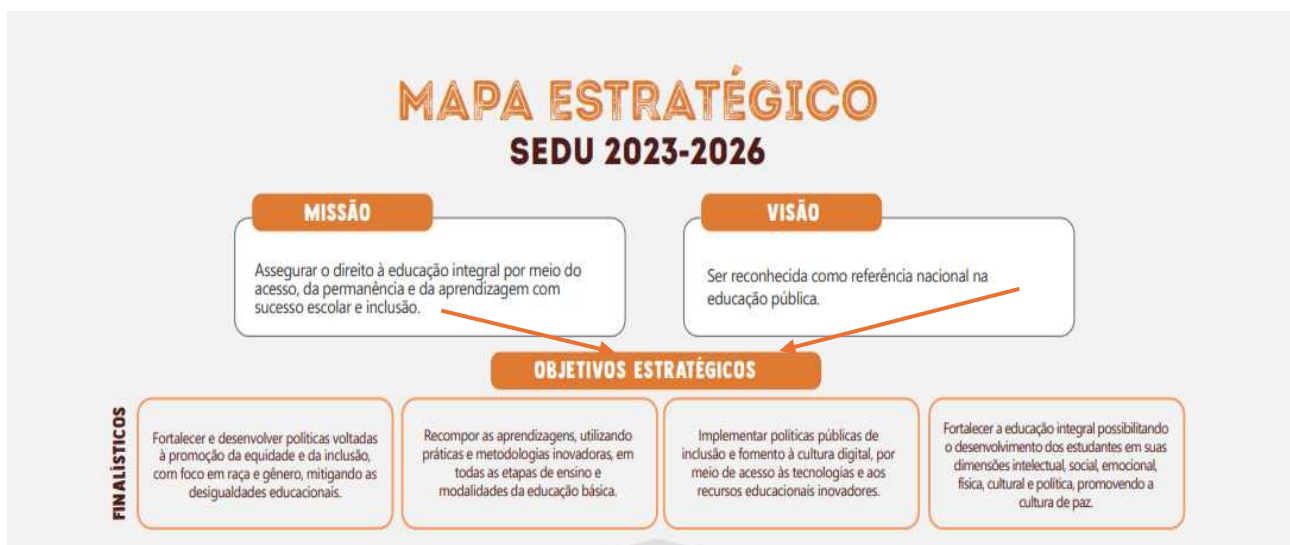 MAPA ESTRATÉGICO
SEDU 2023-2026
MISSÃO
Assegurar o direito à educação integral por meio do
acesso, da permanência e da aprendizagem com
sucesso escolar e inclusão.
VISÃO
Ser reconhecida como referência nacional na
educação pública.
OBJETIVOS ESTRATÉGICOS
FINALÍSTICOS
Fortalecer e desenvolver políticas voltadas
à promoção da equidade e da inclusão,
com foco em raça e gênero, mitigando as
desigualdades educacionais.
Recompor as aprendizagens, utilizando
práticas e metodologias inovadoras, em
todas as etapas de ensino e
modalidades da educação básica.
Implementar políticas públicas de
inclusão e fomento à cultura digital, por
meio de acesso às tecnologias e aos
recursos educacionais inovadores.
Fortalecer a educação integral possibilitando
o desenvolvimento dos estudantes em suas
dimensões intelectual, social, emocional,
física, cultural e política, promovendo a
cultura de paz.